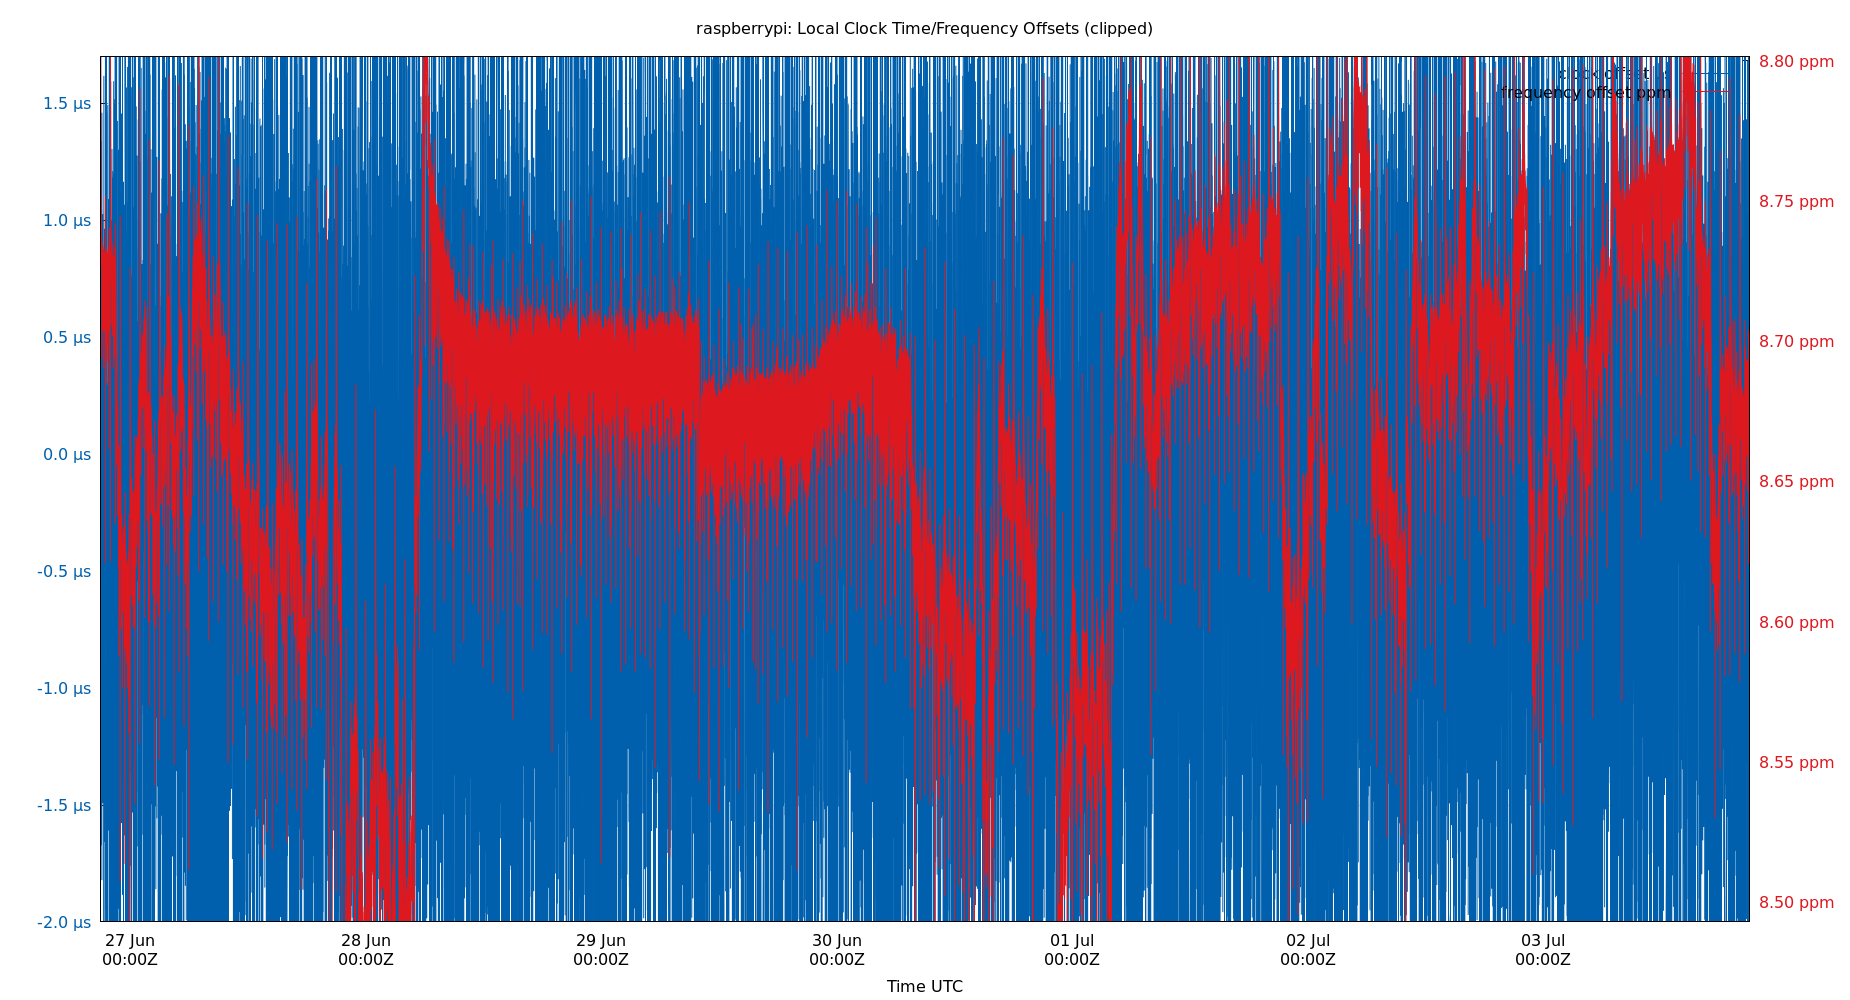 raspberrypi: Local Clock Time/Frequency Offsets (clipped)
clock offset μs
frequency offset ppm
1.5 μs
1.0 μs
0.5 μs
0.0 μs
-0.5 μs
-1.0 μs
-1.5 μs
-2.0 μs
8.80 ppm
8.75 ppm
8.70 ppm
8.65 ppm
8.60 ppm
8.55 ppm
8.50 ppm
27 Jun 28 Jun 29 Jun 30 Jun 01 Jul 02 Jul 03 Jul
00:00Z 00:00Z 00:00Z 00:00Z 00:00Z 00:00Z 00:00Z
Time UTC